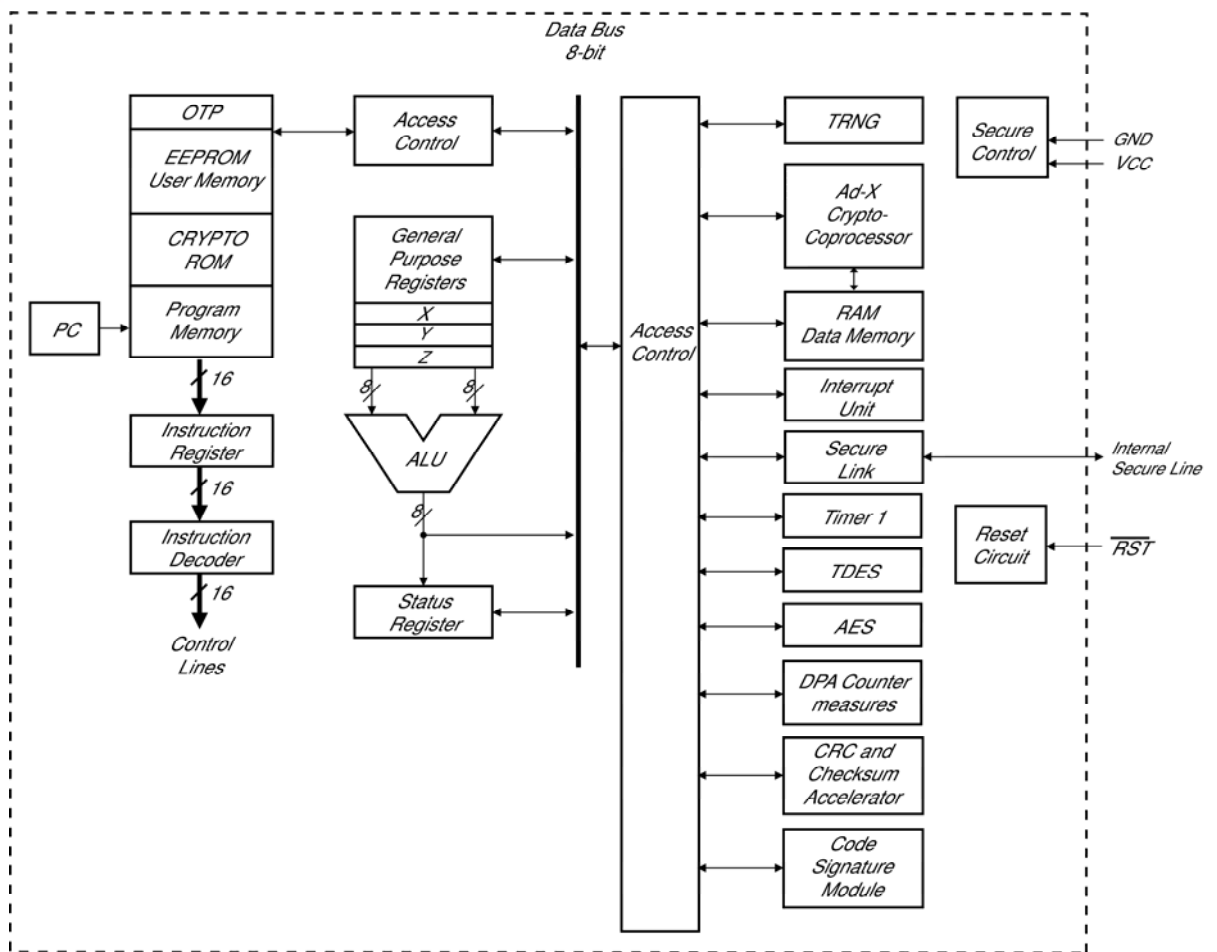 Data Bus
8-bit
OTP
EEPROM
User Memory
CRYPTO
ROM
Program
Memory
PC
16
Instruction
Register
16
Instruction
Decoder
16
Control
Lines
Access
Control
General
Purpose
Registers
X
Y
Z
8
8
ALU
8
Status
Register
Access
Control
TRNG
Ad-X
Crypto-
Coprocessor
RAM
Data Memory
Interrupt
Unit
Secure
Link
Timer 1
TDES
AES
DPA Counter
measures
CRC and
Checksum
Accelerator
Code
Signature
Module
Secure
Control
GND
VCC
Internal
Secure Line
Reset
Circuit
RST